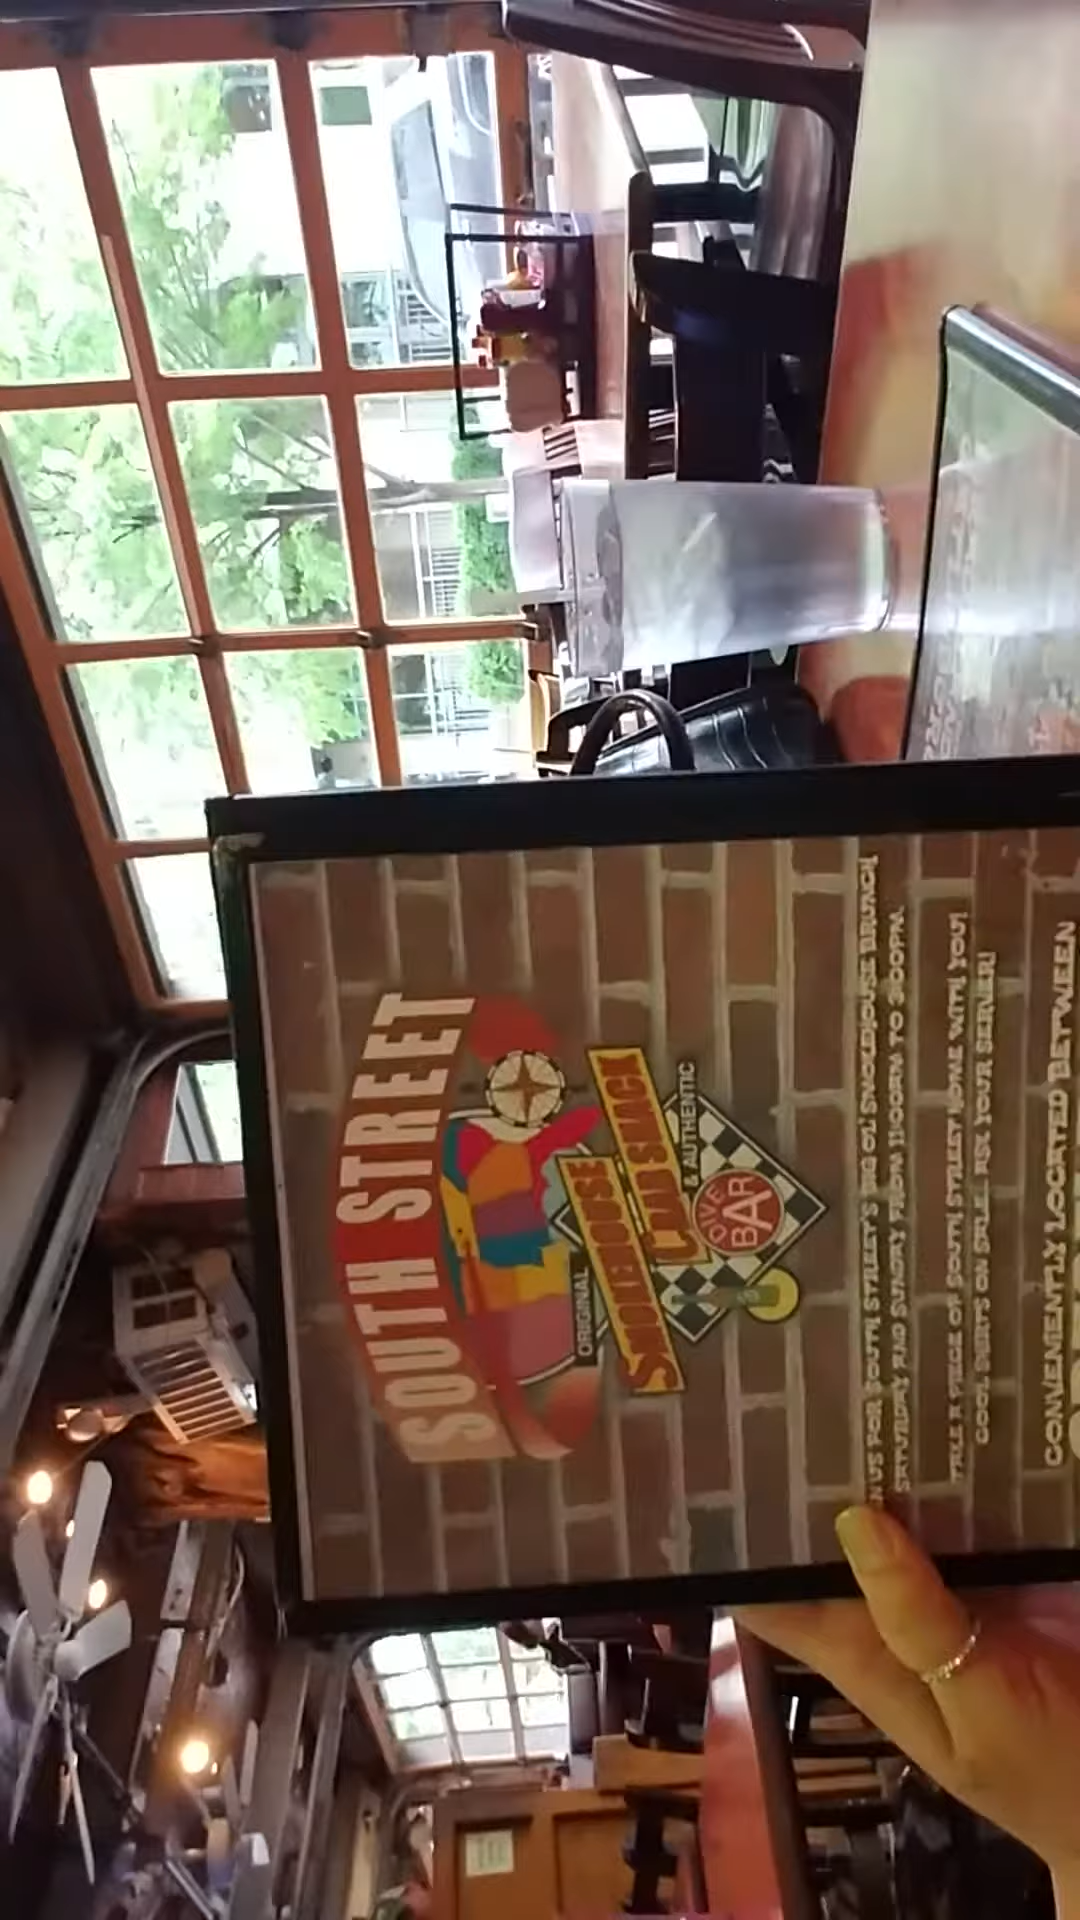 SOUTH STREET
ORIGINAL
SMOKEHOUSE
CRAB SHACK
& AUTHENTIC
DIVE
BAR
US FOR SOUTH STREET'S BIG OL' SMOKEHOUSE BRUNCH
SATURDAY AND SUNDAY FROM 11:00AM TO 3:00PM
TAKE A PIECE OF SOUTH STREET HOME WITH YOU!
COOL SHIRTS ON SALE. ASK YOUR SERVER!
CONVENIENTLY LOCATED BETWEEN